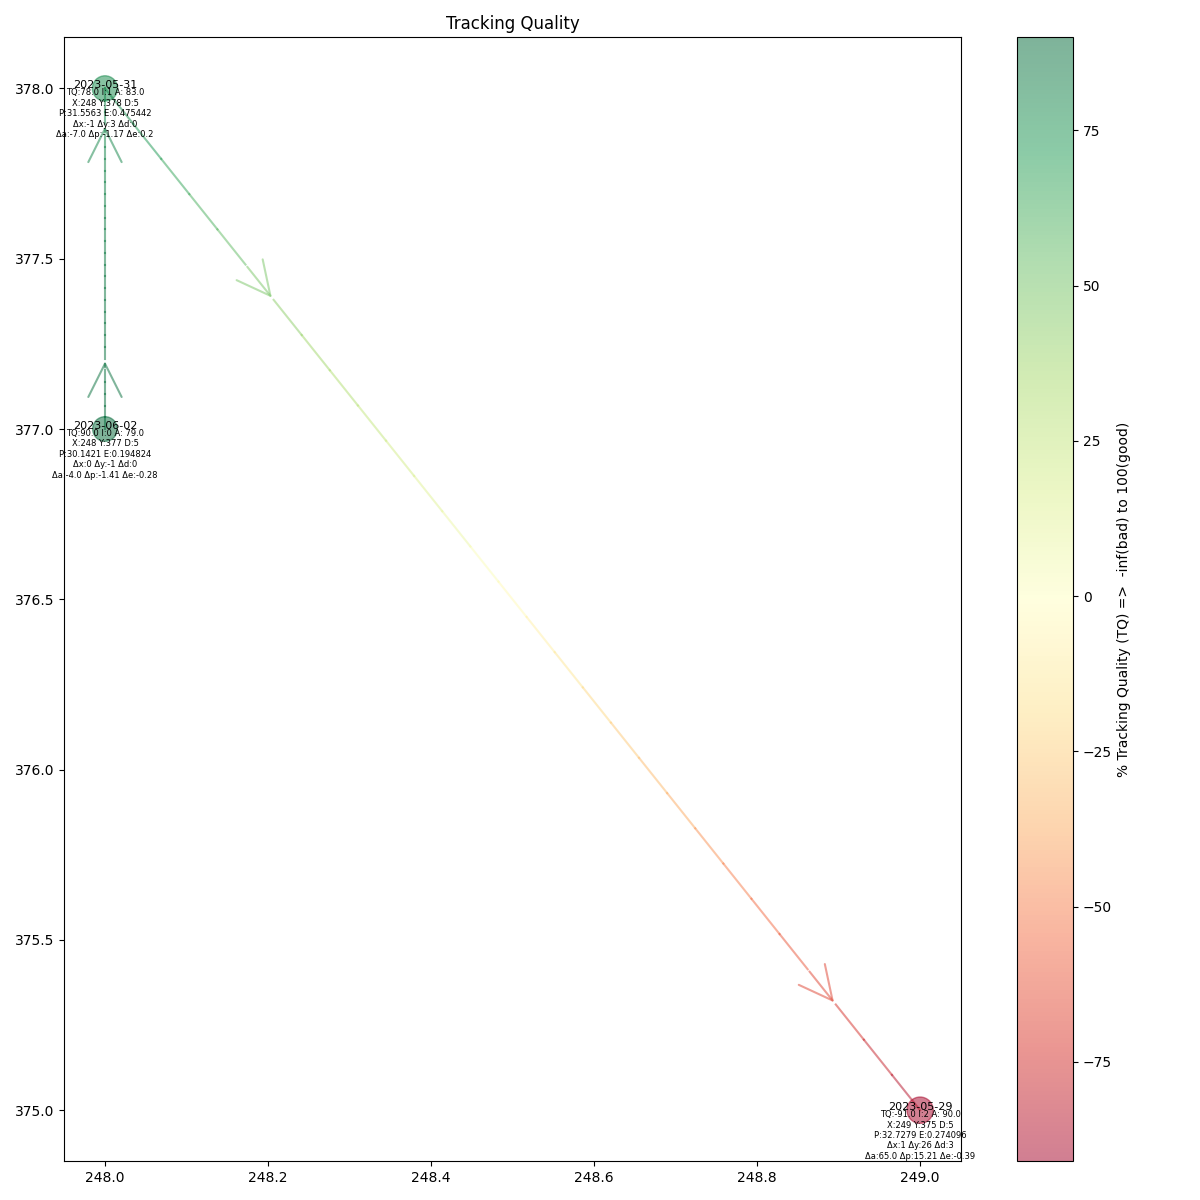 Tracking Quality
378.0
377.5
377.0
376.5
376.0
375.5
375.0
248.0
248.2
248.4
248.6
248.8
249.0
2023-05-31
TQ:78.0 I:1 A: 83.0
X:248 Y:378 D:5
P:31.5563 E:0.475442
Δx:-1 Δy:3 Δd:0
Δa:-7.0 Δp:-1.17 Δe:0.2
2023-06-02
TQ:90.0 I:0 A: 79.0
X:248 Y:377 D:5
P:30.1421 E:0.194824
Δx:0 Δy:-1 Δd:0
Δa:-4.0 Δp:-1.41 Δe:-0.28
2023-05-29
TQ:-91.0 I:2 A: 90.0
X:249 Y:375 D:5
P:32.7279 E:0.274096
Δx:1 Δy:26 Δd:3
Δa:65.0 Δp:15.21 Δe:-0.39
75
50
25
0
−25
−50
−75
% Tracking Quality (TQ) => -inf(bad) to 100(good)